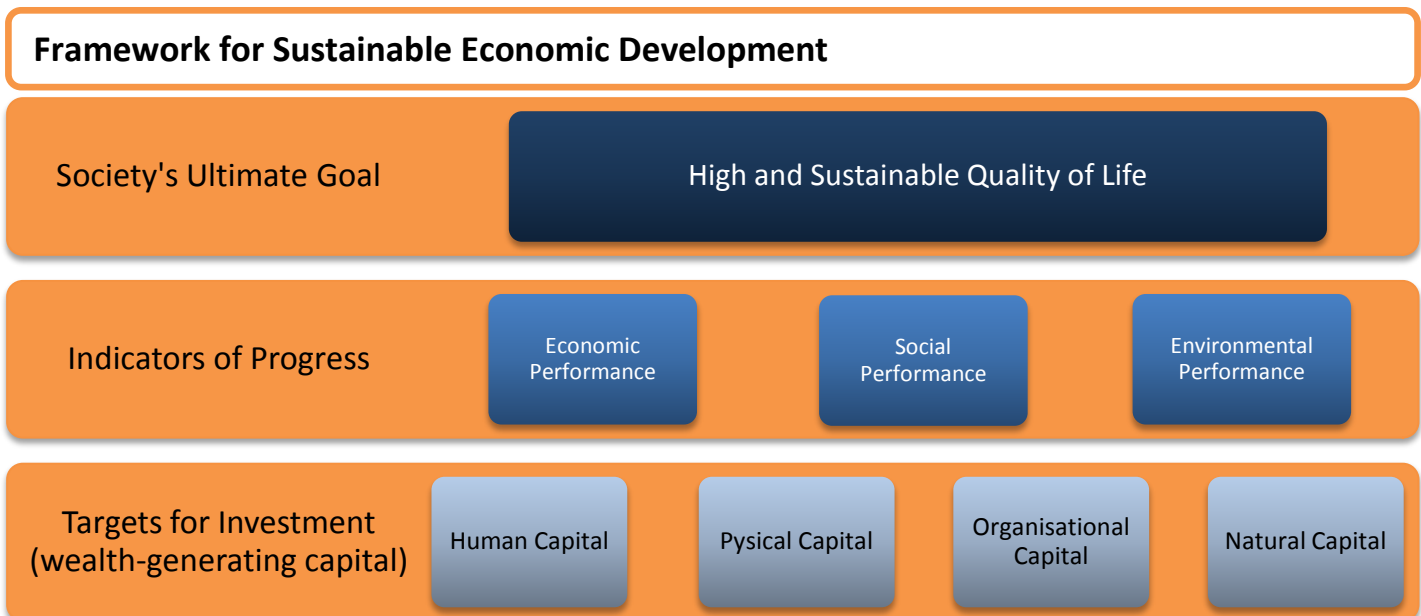 Framework for Sustainable Economic Development
Society's Ultimate Goal
High and Sustainable Quality of Life
Indicators of Progress
Economic
Performance
Social
Performance
Environmental
Performance
Targets for Investment
(wealth-generating capital)
Human Capital
Pysical Capital
Organisational
Capital
Natural Capital